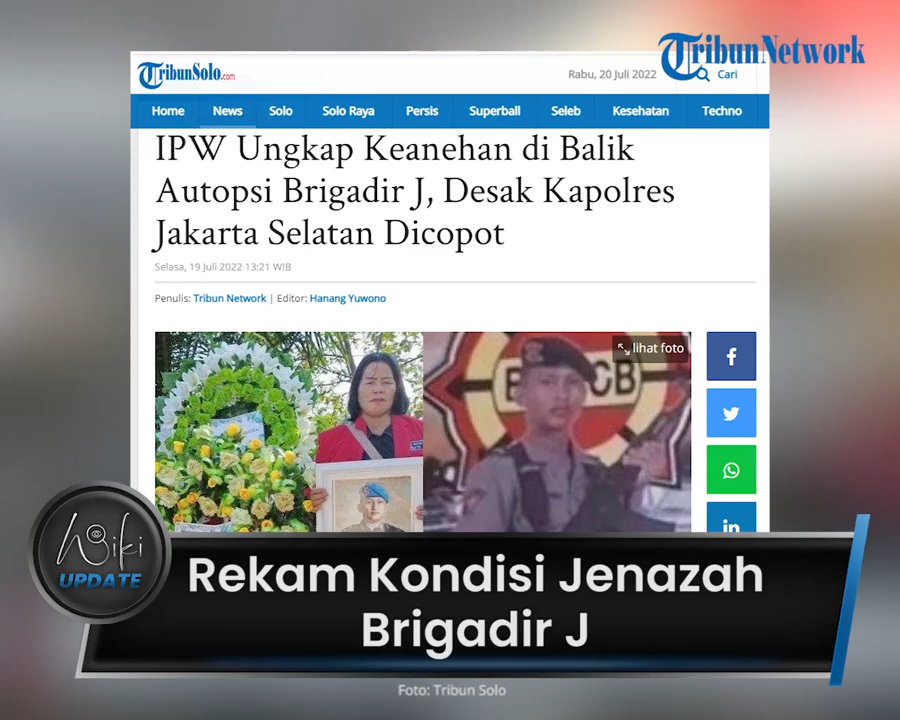 TribunNetwork
TribunSolo.com
Rabu, 20 Juli 2022
Cari
Home News Solo Solo Raya Persis Superball Seleb Kesehatan Techno
IPW Ungkap Keanehan di Balik
Autopsi Brigadir J, Desak Kapolres
Jakarta Selatan Dicopot
Selasa, 19 Juli 2022 13:21 WIB
Penulis: Tribun Network | Editor: Hanang Yuwono
lihat foto
Wiki
UPDATE
Rekam Kondisi Jenazah
Brigadir J
Foto: Tribun Solo